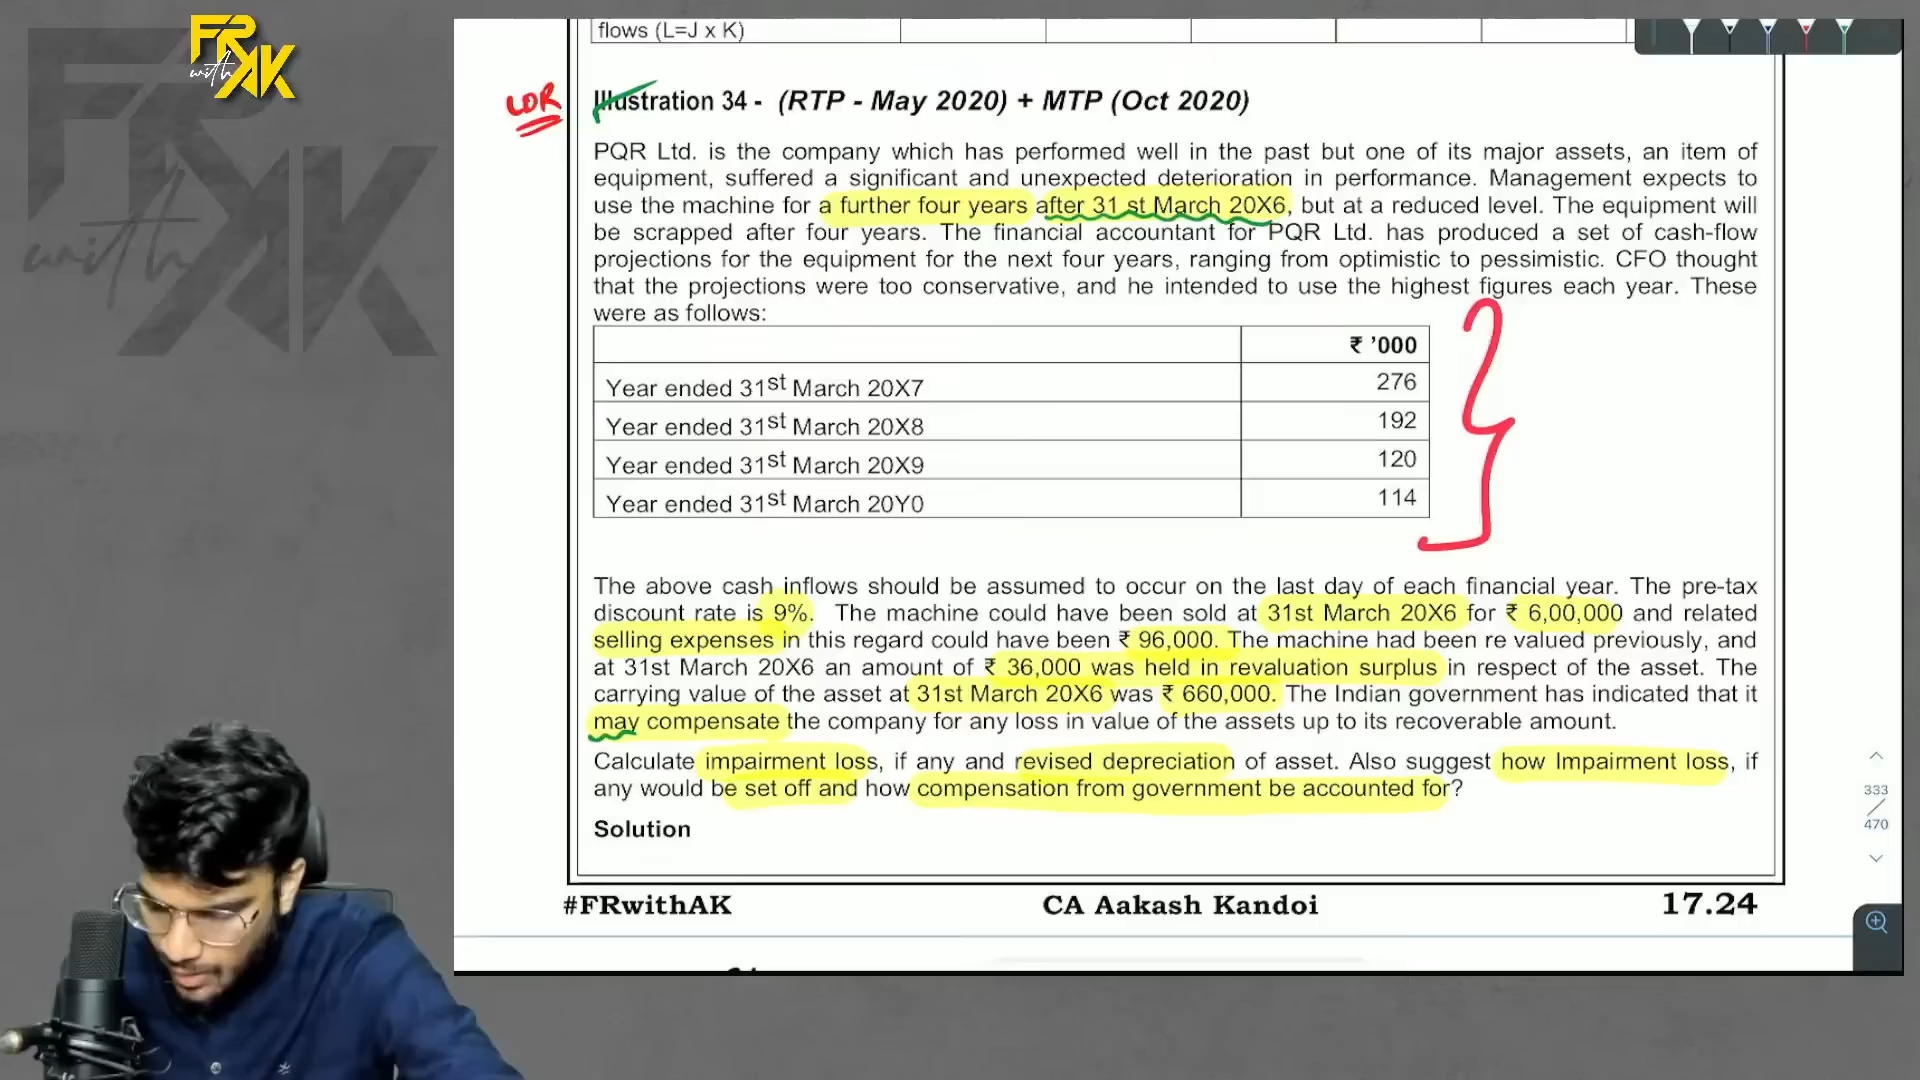 FR
with
AK
flows (L=J x K)
LDR
Illustration 34 - (RTP - May 2020) + MTP (Oct 2020)
PQR Ltd. is the company which has performed well in the past but one of its major assets, an item of
equipment, suffered a significant and unexpected deterioration in performance. Management expects to
use the machine for a further four years after 31 st March 20X6, but at a reduced level. The equipment will
be scrapped after four years. The financial accountant for PQR Ltd. has produced a set of cash-flow
projections for the equipment for the next four years, ranging from optimistic to pessimistic. CFO thought
that the projections were too conservative, and he intended to use the highest figures each year. These
were as follows:
₹ ’000
Year ended 31st March 20X7 276
Year ended 31st March 20X8 192
Year ended 31st March 20X9 120
Year ended 31st March 20Y0 114
The above cash inflows should be assumed to occur on the last day of each financial year. The pre-tax
discount rate is 9%. The machine could have been sold at 31st March 20X6 for ₹ 6,00,000 and related
selling expenses in this regard could have been ₹ 96,000. The machine had been re valued previously, and
at 31st March 20X6 an amount of ₹ 36,000 was held in revaluation surplus in respect of the asset. The
carrying value of the asset at 31st March 20X6 was ₹ 660,000. The Indian government has indicated that it
may compensate the company for any loss in value of the assets up to its recoverable amount.
Calculate impairment loss, if any and revised depreciation of asset. Also suggest how Impairment loss, if
any would be set off and how compensation from government be accounted for?
Solution
#FRwithAK CA Aakash Kandoi 17.24
333
470